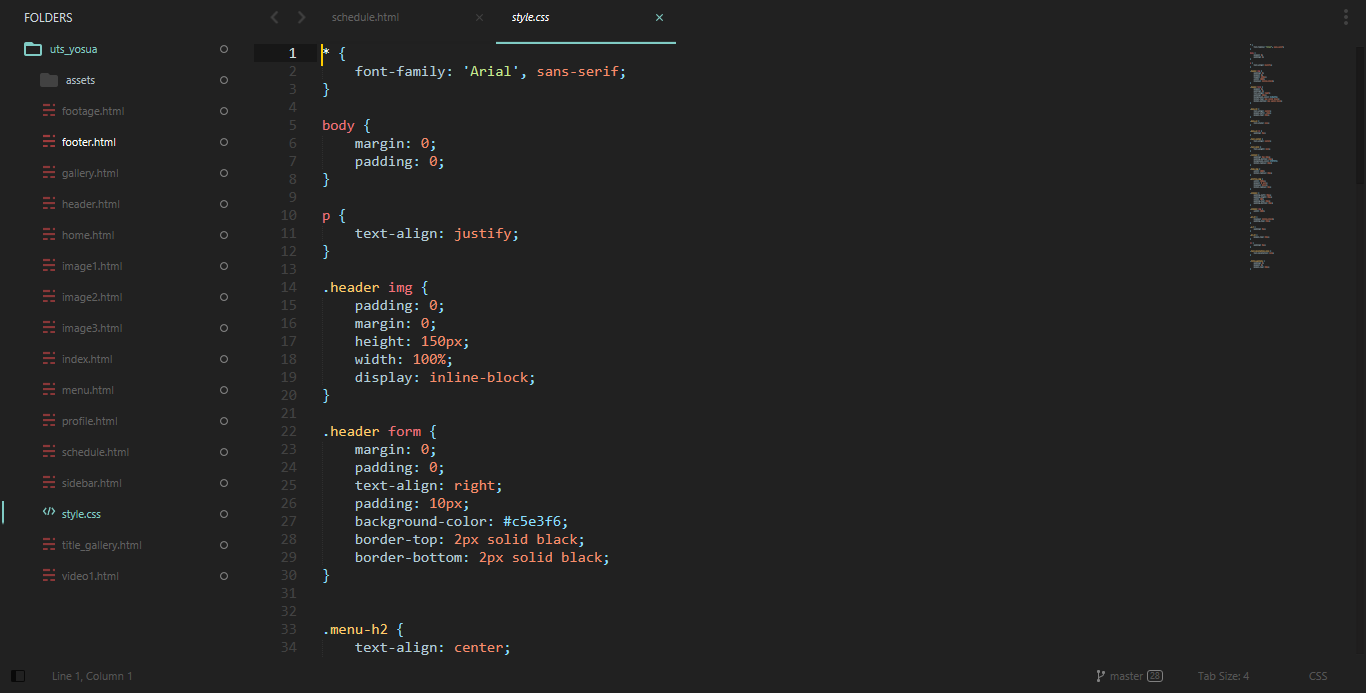 FOLDERS
uts_yosua
assets
footage.html
footer.html
gallery.html
header.html
home.html
image1.html
image2.html
image3.html
index.html
menu.html
profile.html
schedule.html
sidebar.html
style.css
title_gallery.html
video1.html
schedule.html
style.css
1 * {
2 font-family: 'Arial', sans-serif;
3 }
4
5 body {
6 margin: 0;
7 padding: 0;
8 }
9
10 p {
11 text-align: justify;
12 }
13
14 .header img {
15 padding: 0;
16 margin: 0;
17 height: 150px;
18 width: 100%;
19 display: inline-block;
20 }
21
22 .header form {
23 margin: 0;
24 padding: 0;
25 text-align: right;
26 padding: 10px;
27 background-color: #c5e3f6;
28 border-top: 2px solid black;
29 border-bottom: 2px solid black;
30 }
31
32
33 .menu-h2 {
34 text-align: center;
Line 1, Column 1
master 28
Tab Size: 4
CSS